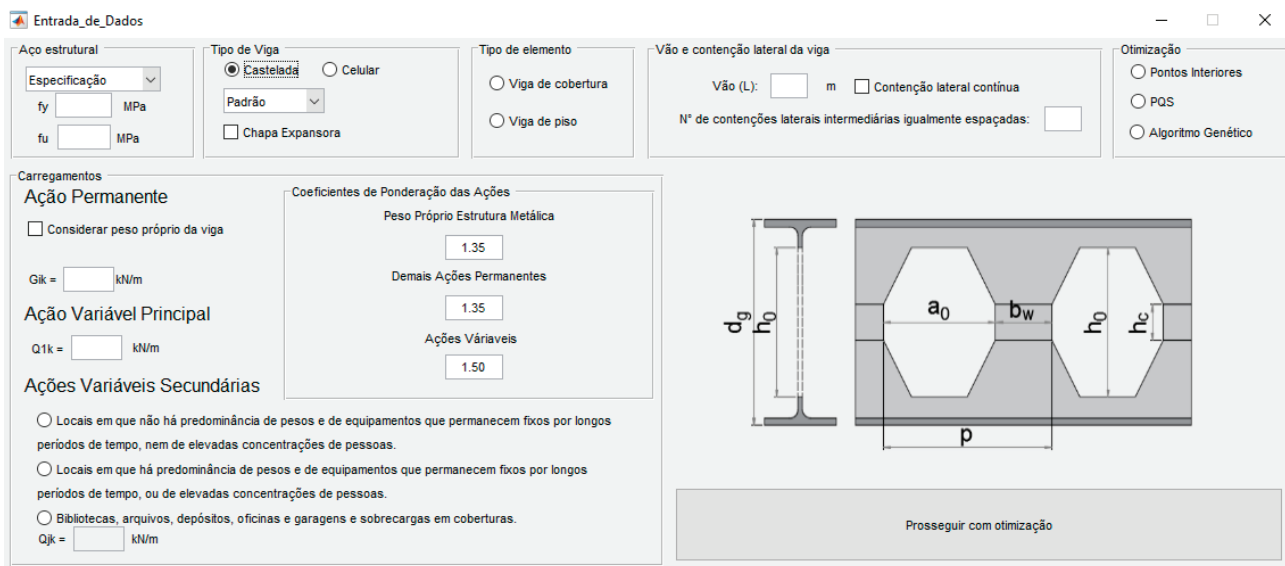 Entrada_de_Dados
Aço estrutural
Especificação
fy
MPa
fu
MPa
Tipo de Viga
Castelada
Celular
Padrão
Chapa Expansora
Tipo de elemento
Viga de cobertura
Viga de piso
Vão e contenção lateral da viga
Vão (L):
m
Contenção lateral contínua
N° de contenções laterais intermediárias igualmente espaçadas:
Otimização
Pontos Interiores
PQS
Algoritmo Genético
Carregamentos
Ação Permanente
Considerar peso próprio da viga
Gik =
kN/m
Ação Variável Principal
Q1k =
kN/m
Ações Variáveis Secundárias
Coeficientes de Ponderação das Ações
Peso Próprio Estrutura Metálica
1.35
Demais Ações Permanentes
1.35
Ações Váriaveis
1.50
Locais em que não há predominância de pesos e de equipamentos que permanecem fixos por longos
períodos de tempo, nem de elevadas concentrações de pessoas.
Locais em que há predominância de pesos e de equipamentos que permanecem fixos por longos
períodos de tempo, ou de elevadas concentrações de pessoas.
Bibliotecas, arquivos, depósitos, oficinas e garagens e sobrecargas em coberturas.
Qjk =
kN/m
dg
h0
a0
bw
h0
hc
p
Prosseguir com otimização